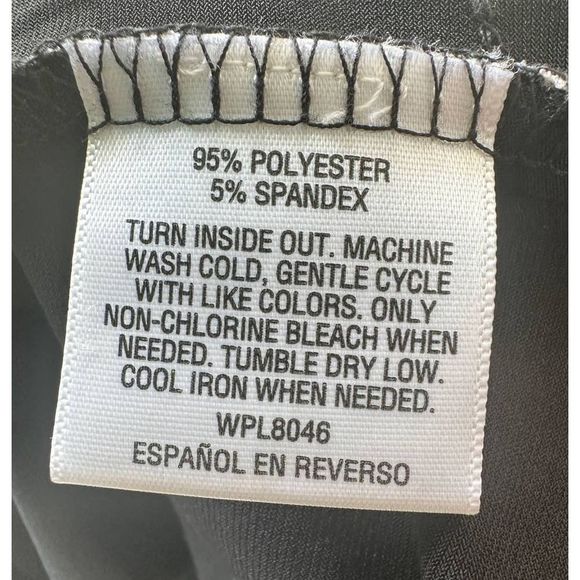 95% POLYESTER
5% SPANDEX
TURN INSIDE OUT. MACHINE
WASH COLD, GENTLE CYCLE
WITH LIKE COLORS. ONLY
NON-CHLORINE BLEACH WHEN
NEEDED. TUMBLE DRY LOW.
COOL IRON WHEN NEEDED.
WPL8046
ESPAÑOL EN REVERSO